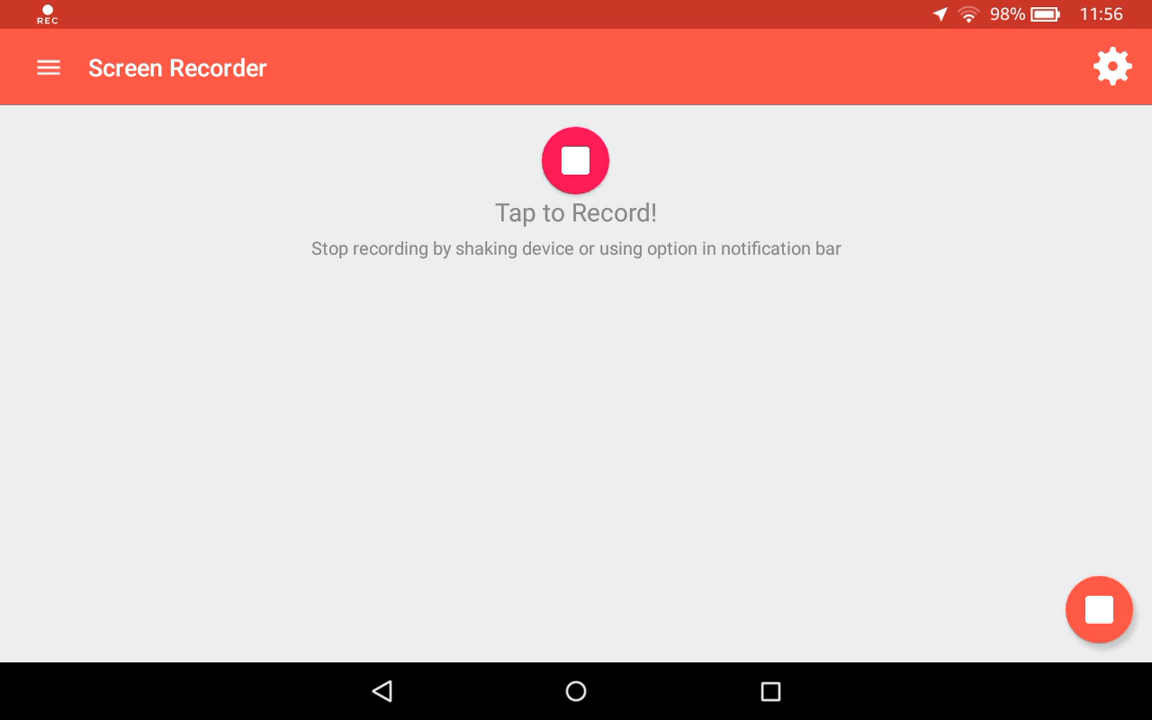 REC
98%
11:56
Screen Recorder
Tap to Record!
Stop recording by shaking device or using option in notification bar